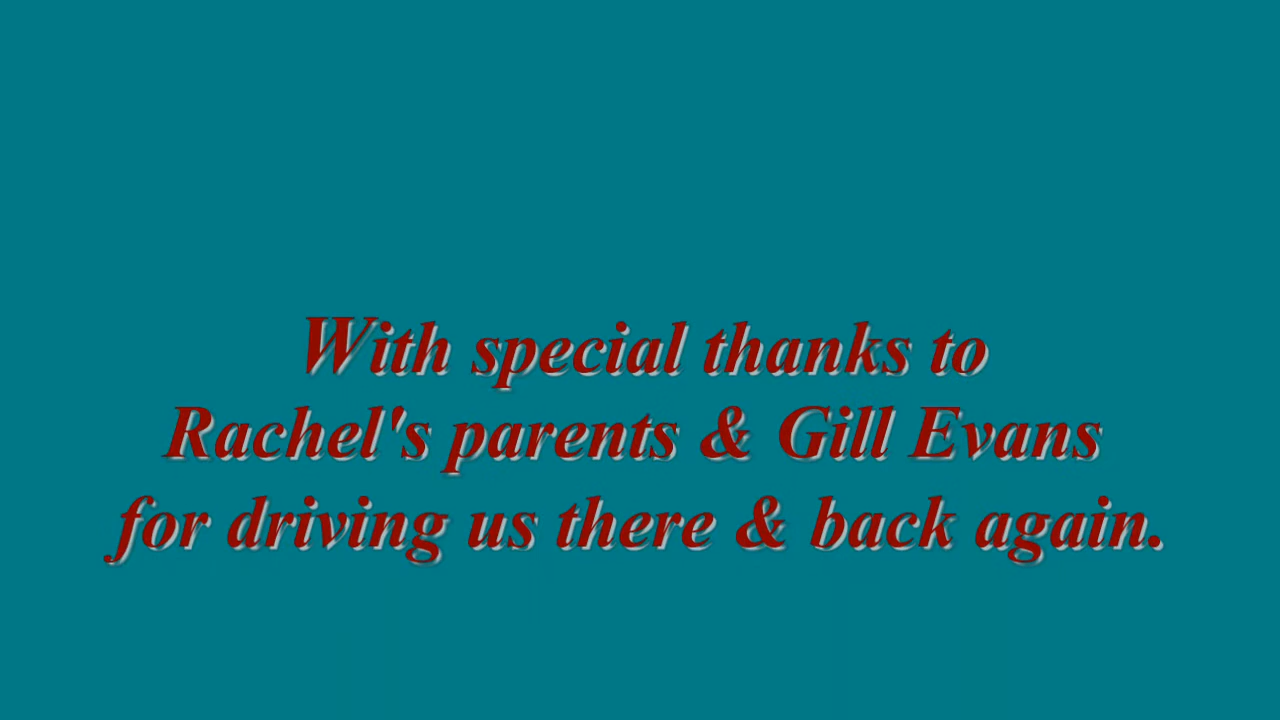 With special thanks to
Rachel's parents & Gill Evans
for driving us there & back again.